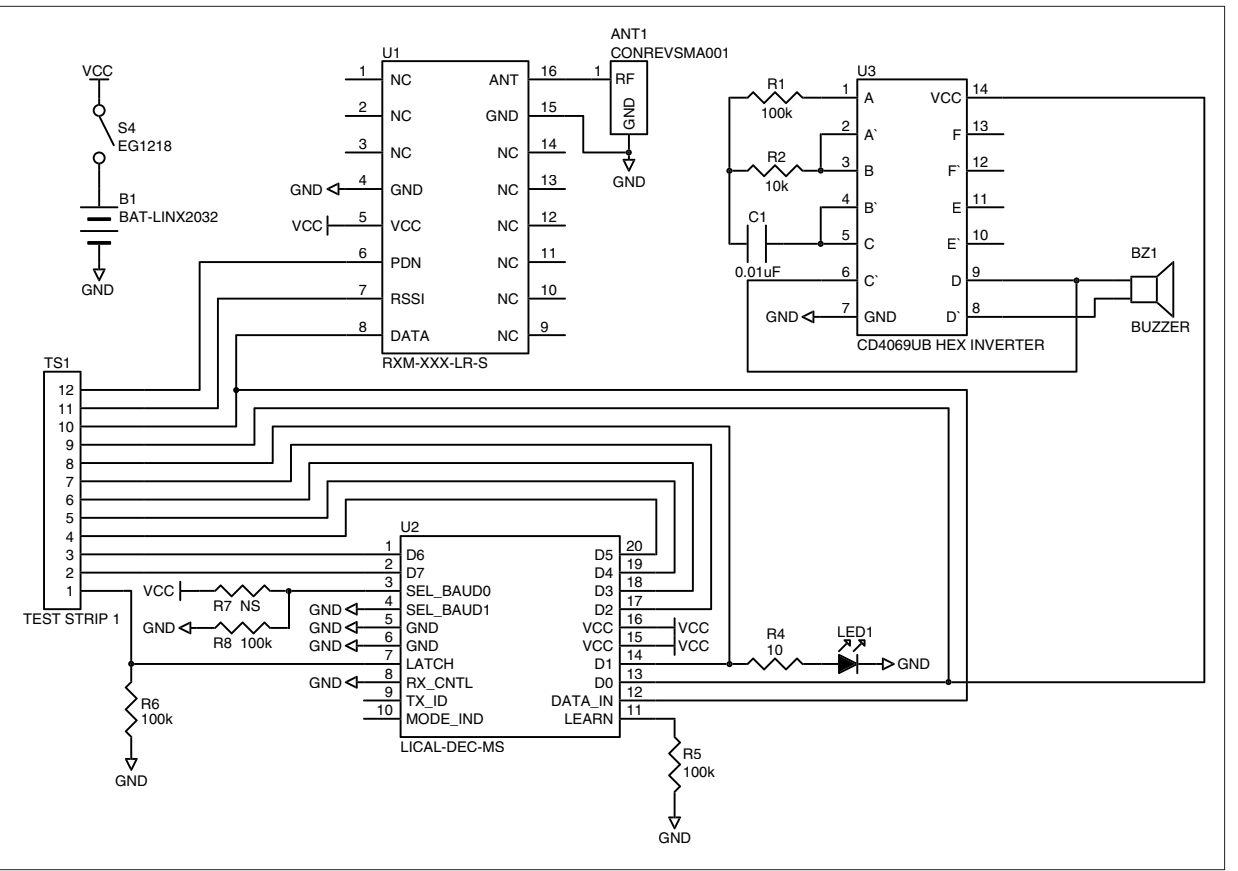 VCC
S4
EG1218
B1
BAT-LINX2032
GND
U1
1 NC
2 NC
3 NC
GND 4 GND
VCC 5 VCC
6 PDN
7 RSSI
8 DATA
ANT 16
GND 15
NC 14
NC 13
NC 12
NC 11
NC 10
NC 9
RXM-XXX-LR-S
ANT1
CONREVSMA001
1 RF
GND
GND
U3
R1
100k
R2
10k
C1
0.01uF
1 A
2 A`
3 B
4 B`
5 C
6 C`
GND 7 GND
VCC 14
F 13
F` 12
E 11
E` 10
D 9
D` 8
CD4069UB HEX INVERTER
BZ1
BUZZER
TS1
12
11
10
9
8
7
6
5
4
3
2
1
TEST STRIP 1
VCC
R7 NS
GND
R8 100k
R6
100k
GND
U2
1 D6
2 D7
3 SEL_BAUD0
GND 4 SEL_BAUD1
GND 5 GND
GND 6 GND
7 LATCH
GND 8 RX_CNTL
9 TX_ID
10 MODE_IND
D5 20
D4 19
D3 18
D2 17
VCC 16 VCC
VCC 15 VCC
D1 14
D0 13
DATA_IN 12
LEARN 11
LICAL-DEC-MS
R4
10
LED1
GND
R5
100k
GND